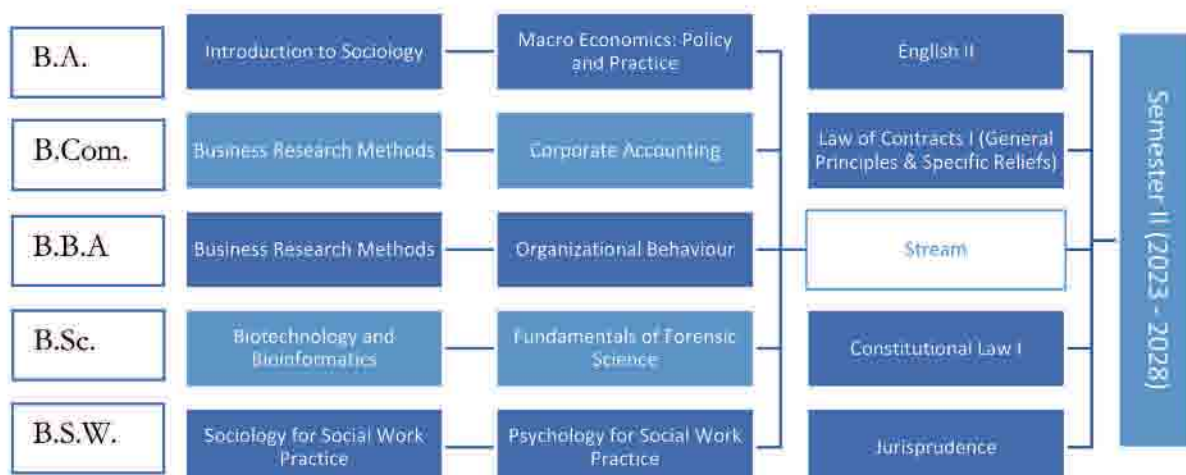 B.A.
Introduction to Sociology
Macro Economics: Policy
and Practice
English II
B.Com.
Business Research Methods
Corporate Accounting
Law of Contracts I (General
Principles & Specific Reliefs)
B.B.A
Business Research Methods
Organizational Behaviour
Stream
B.Sc.
Biotechnology and
Bioinformatics
Fundamentals of Forensic
Science
Constitutional Law I
B.S.W.
Sociology for Social Work
Practice
Psychology for Social Work
Practice
Jurisprudence
Semester II (2023 - 2028)